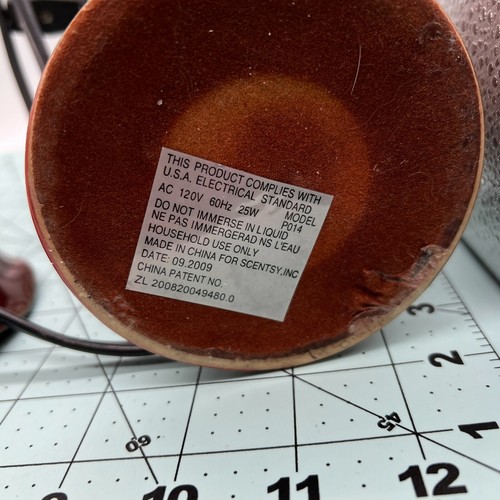 THIS PRODUCT COMPLIES WITH
U.S.A. ELECTRICAL STANDARD
AC 120V 60Hz 25W MODEL
P014
DO NOT IMMERSE IN LIQUID
NE PAS IMMERGERAD NS L'EAU
HOUSEHOLD USE ONLY
MADE IN CHINA FOR SCENTSY,INC
DATE: 09.2009
CHINA PATENT NO.
ZL 200820049480.0
3
2
1
45
60
9
10
11
12